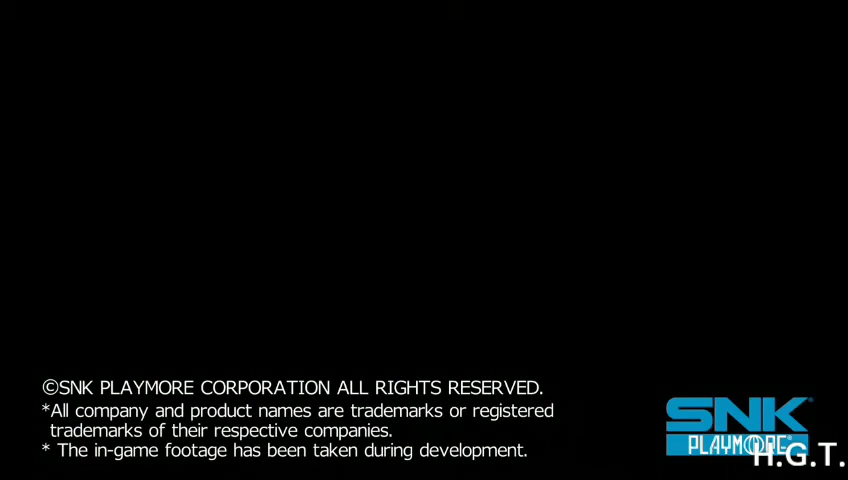 ©SNK PLAYMORE CORPORATION ALL RIGHTS RESERVED.
*All company and product names are trademarks or registered
trademarks of their respective companies.
* The in-game footage has been taken during development.
SNK®
PLAYMORE®
H.G.T.